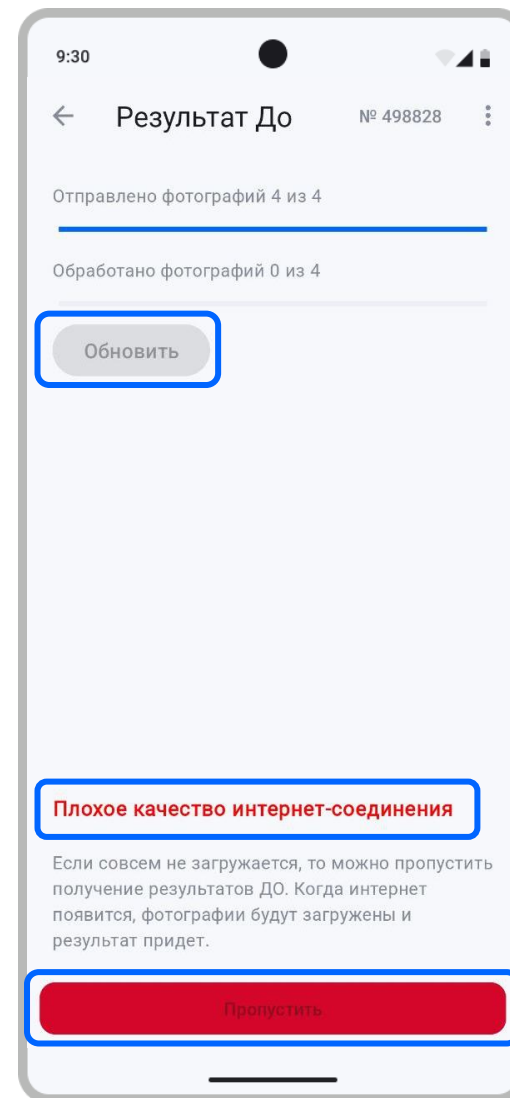 9:30
Результат До № 498828
Отправлено фотографий 4 из 4
Обработано фотографий 0 из 4
Обновить
Плохое качество интернет-соединения
Если совсем не загружается, то можно пропустить
получение результатов ДО. Когда интернет
появится, фотографии будут загружены и
результат придет.
Пропустить